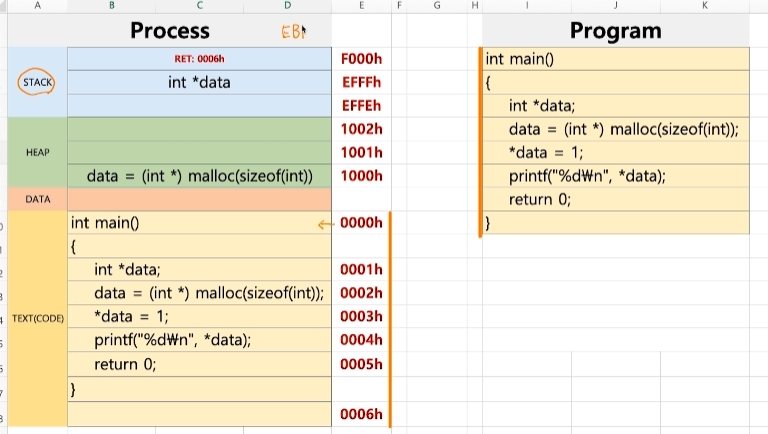 A B C D E F G H I J K
Process EBP Program
RET: 0006h F000h int main()
STACK int *data EFFFh {
EFFEh int *data;
1002h data = (int *) malloc(sizeof(int));
HEAP 1001h *data = 1;
data = (int *) malloc(sizeof(int)) 1000h printf("%d₩n", *data);
DATA return 0;
int main() ← 0000h }
{
int *data; 0001h
data = (int *) malloc(sizeof(int)); 0002h
TEXT(CODE) *data = 1; 0003h
printf("%d₩n", *data); 0004h
return 0; 0005h
}
0006h